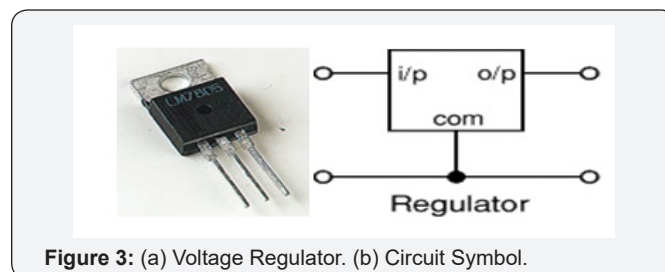 LM7805
i/p o/p
com
Regulator
Figure 3: (a) Voltage Regulator. (b) Circuit Symbol.